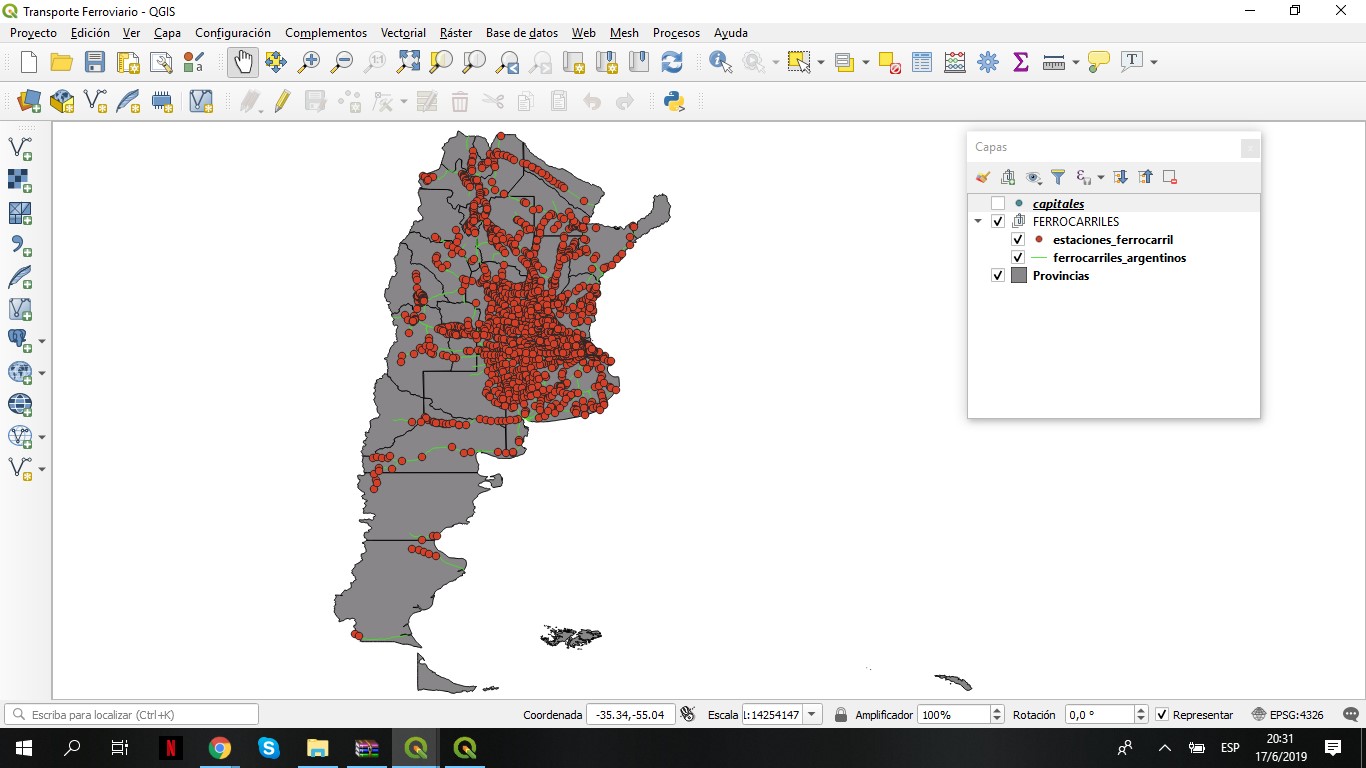 Transporte Ferroviario - QGIS
Proyecto Edición Ver Capa Configuración Complementos Vectorial Ráster Base de datos Web Mesh Procesos Ayuda
Capas
capitales
FERROCARRILES
estaciones_ferrocarril
ferrocarriles_argentinos
Provincias
Escriba para localizar (Ctrl+K) Coordenada -35.34,-55.04 Escala 1:14254147 Amplificador 100% Rotación 0,0 ° Representar EPSG:4326
ESP
20:31
17/6/2019